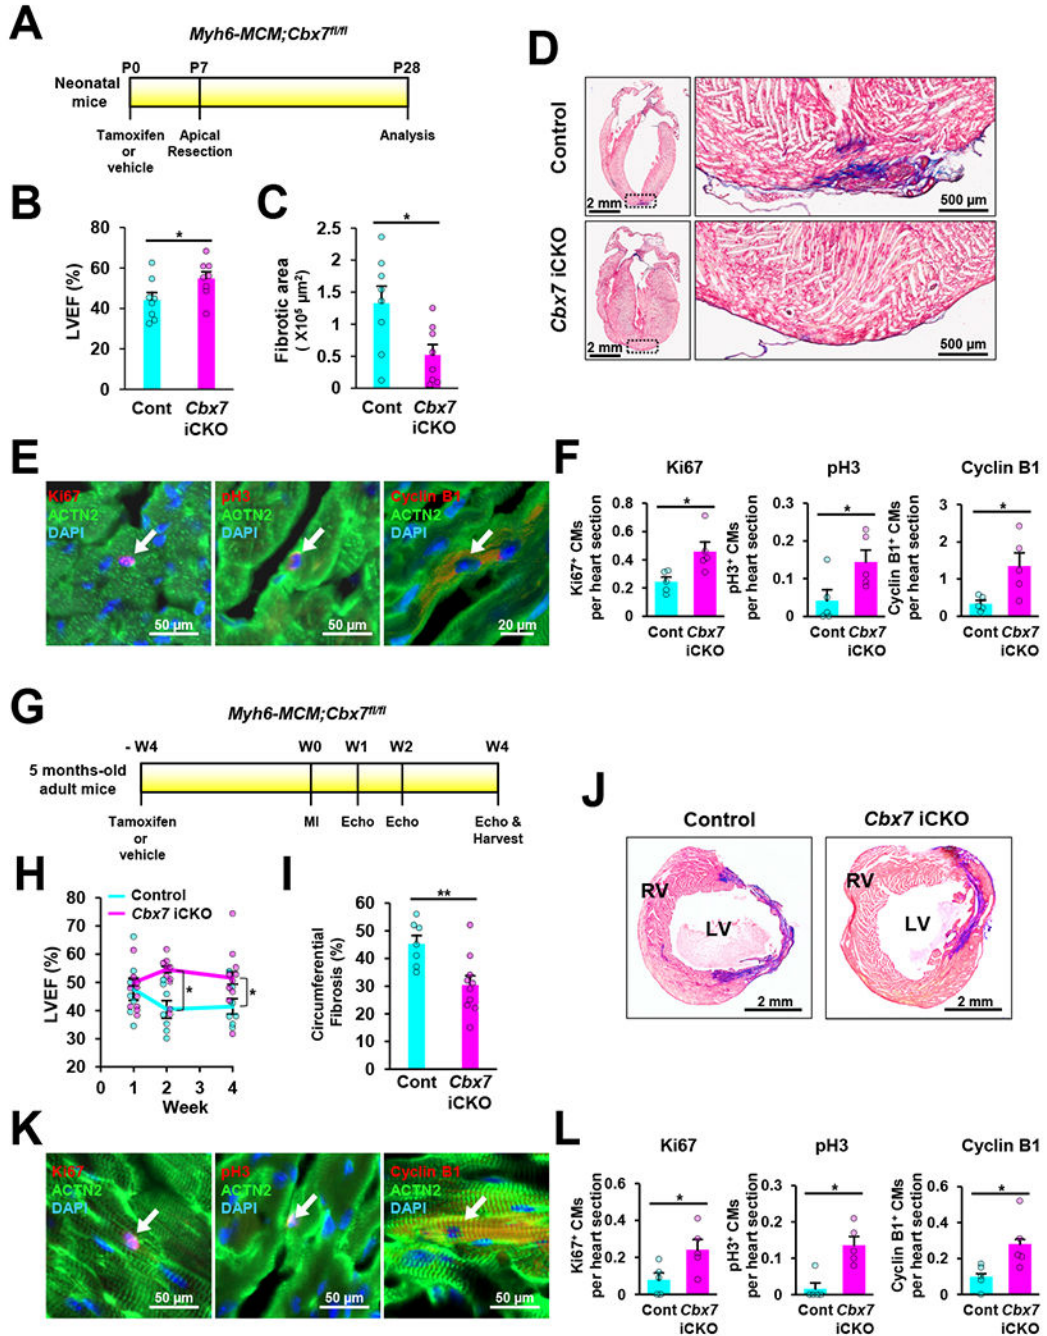 A
Myh6-MCM;Cbx7fl/fl
P0 P7 P28
Neonatal
mice
Tamoxifen
or
vehicle
Apical
Resection
Analysis
B
LVEF (%)
80
60
40
20
0
*
Cont Cbx7
iCKO
C
Fibrotic area
( X10⁵ µm²)
2.5
2
1.5
1
0.5
0
*
Cont Cbx7
iCKO
D
Control
2 mm
500 µm
Cbx7 iCKO
2 mm
500 µm
E
Ki67
ACTN2
DAPI
50 µm
pH3
ACTN2
DAPI
50 µm
Cyclin B1
ACTN2
DAPI
20 µm
F
Ki67
Ki67⁺ CMs
per heart section
0.8
0.6
0.4
0.2
0
*
Cont Cbx7
iCKO
pH3
pH3⁺ CMs
per heart section
0.3
0.2
0.1
0
*
Cont Cbx7
iCKO
Cyclin B1
Cyclin B1⁺ CMs
per heart section
3
2
1
0
*
Cont Cbx7
iCKO
G
Myh6-MCM;Cbx7fl/fl
- W4 W0 W1 W2 W4
5 months-old
adult mice
Tamoxifen
or
vehicle
MI
Echo
Echo
Echo &
Harvest
H
Control
Cbx7 iCKO
LVEF (%)
80
70
60
50
40
30
20
* *
0 1 2 3 4
Week
I
Circumferential
Fibrosis (%)
60
50
40
30
20
10
0
**
Cont Cbx7
iCKO
J
Control
RV
LV
2 mm
Cbx7 iCKO
RV
LV
2 mm
K
Ki67
ACTN2
DAPI
50 µm
pH3
ACTN2
DAPI
50 µm
Cyclin B1
ACTN2
DAPI
50 µm
L
Ki67
Ki67⁺ CMs
per heart section
0.6
0.4
0.2
0
*
Cont Cbx7
iCKO
pH3
pH3⁺ CMs
per heart section
0.3
0.2
0.1
0
*
Cont Cbx7
iCKO
Cyclin B1
Cyclin B1⁺ CMs
per heart section
0.6
0.4
0.2
0
*
Cont Cbx7
iCKO